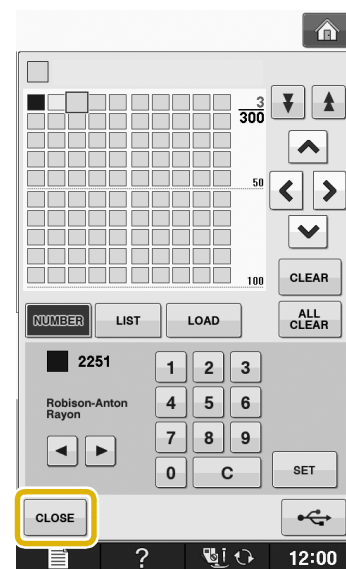 3
300
50
100
CLEAR
NUMBER LIST LOAD ALL CLEAR
2251
Robison-Anton
Rayon
1 2 3
4 5 6
7 8 9
0 C SET
CLOSE
? 12:00